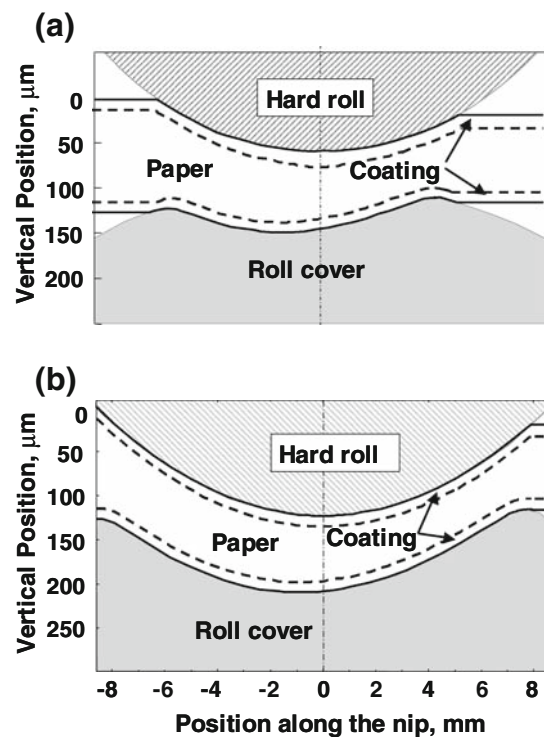 (a)
Hard roll
Paper
Coating
Roll cover
Vertical Position, μm
0
50
100
150
200
(b)
Hard roll
Paper
Coating
Roll cover
Vertical Position, μm
0
50
100
150
200
250
-8 -6 -4 -2 0 2 4 6 8
Position along the nip, mm